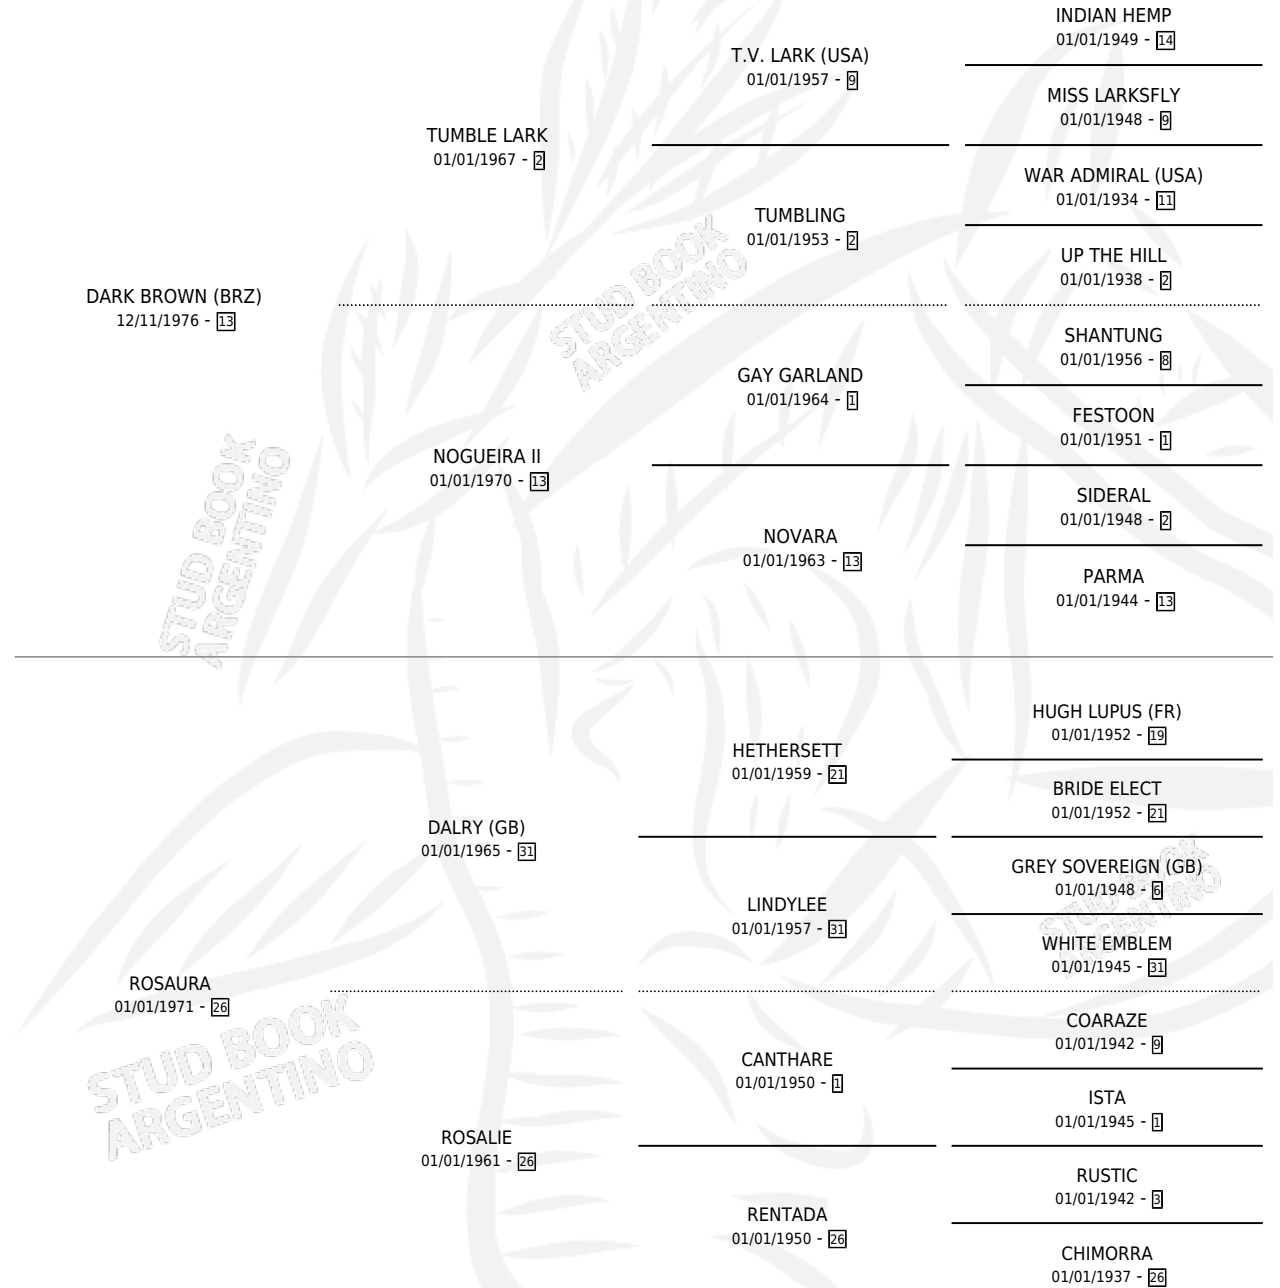 INDIAN HEMP
01/01/1949 - 14
T.V. LARK (USA)
01/01/1957 - 9
MISS LARKSFLY
01/01/1948 - 9
TUMBLE LARK
01/01/1967 - 2
WAR ADMIRAL (USA)
01/01/1934 - 11
TUMBLING
01/01/1953 - 2
UP THE HILL
01/01/1938 - 2
DARK BROWN (BRZ)
12/11/1976 - 13
STUD BOOK
ARGENTINO
SHANTUNG
01/01/1956 - 8
GAY GARLAND
01/01/1964 - 1
FESTOON
01/01/1951 - 1
NOGUEIRA II
01/01/1970 - 13
SIDERAL
01/01/1948 - 2
NOVARA
01/01/1963 - 13
PARMA
01/01/1944 - 13
STUD BOOK
ARGENTINO
HUGH LUPUS (FR)
01/01/1952 - 19
HETHERSETT
01/01/1959 - 21
BRIDE ELECT
01/01/1952 - 21
DALRY (GB)
01/01/1965 - 31
GREY SOVEREIGN (GB)
01/01/1948 - 6
LINDYLEE
01/01/1957 - 31
WHITE EMBLEM
01/01/1945 - 31
STUD BOOK
ARGENTINO
ROSAURA
01/01/1971 - 26
COARAZE
01/01/1942 - 9
CANTHARE
01/01/1950 - 1
ISTA
01/01/1945 - 1
STUD BOOK
ARGENTINO
ROSALIE
01/01/1961 - 26
RUSTIC
01/01/1942 - 3
RENTADA
01/01/1950 - 26
CHIMORRA
01/01/1937 - 26